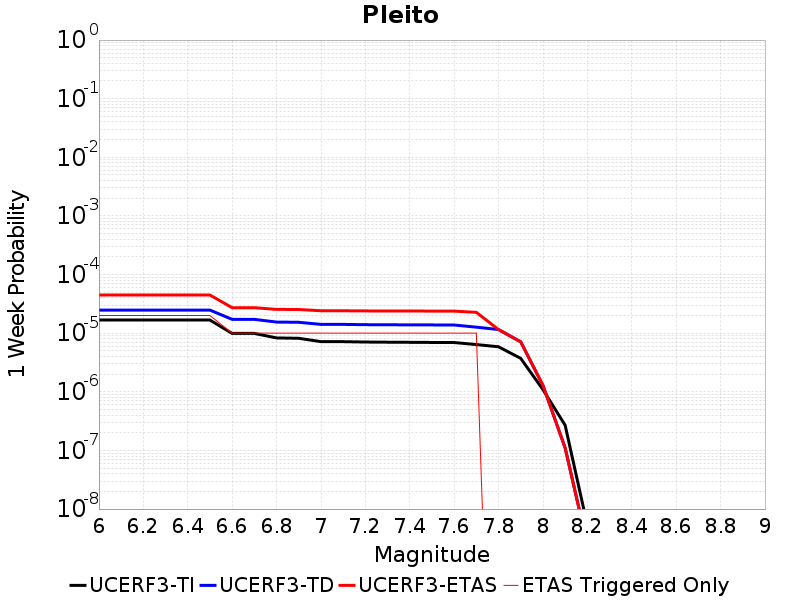 Pleito
1 Week Probability
10^0
10^-1
10^-2
10^-3
10^-4
10^-5
10^-6
10^-7
10^-8
6 6.2 6.4 6.6 6.8 7 7.2 7.4 7.6 7.8 8 8.2 8.4 8.6 8.8 9
Magnitude
UCERF3-TI UCERF3-TD UCERF3-ETAS ETAS Triggered Only